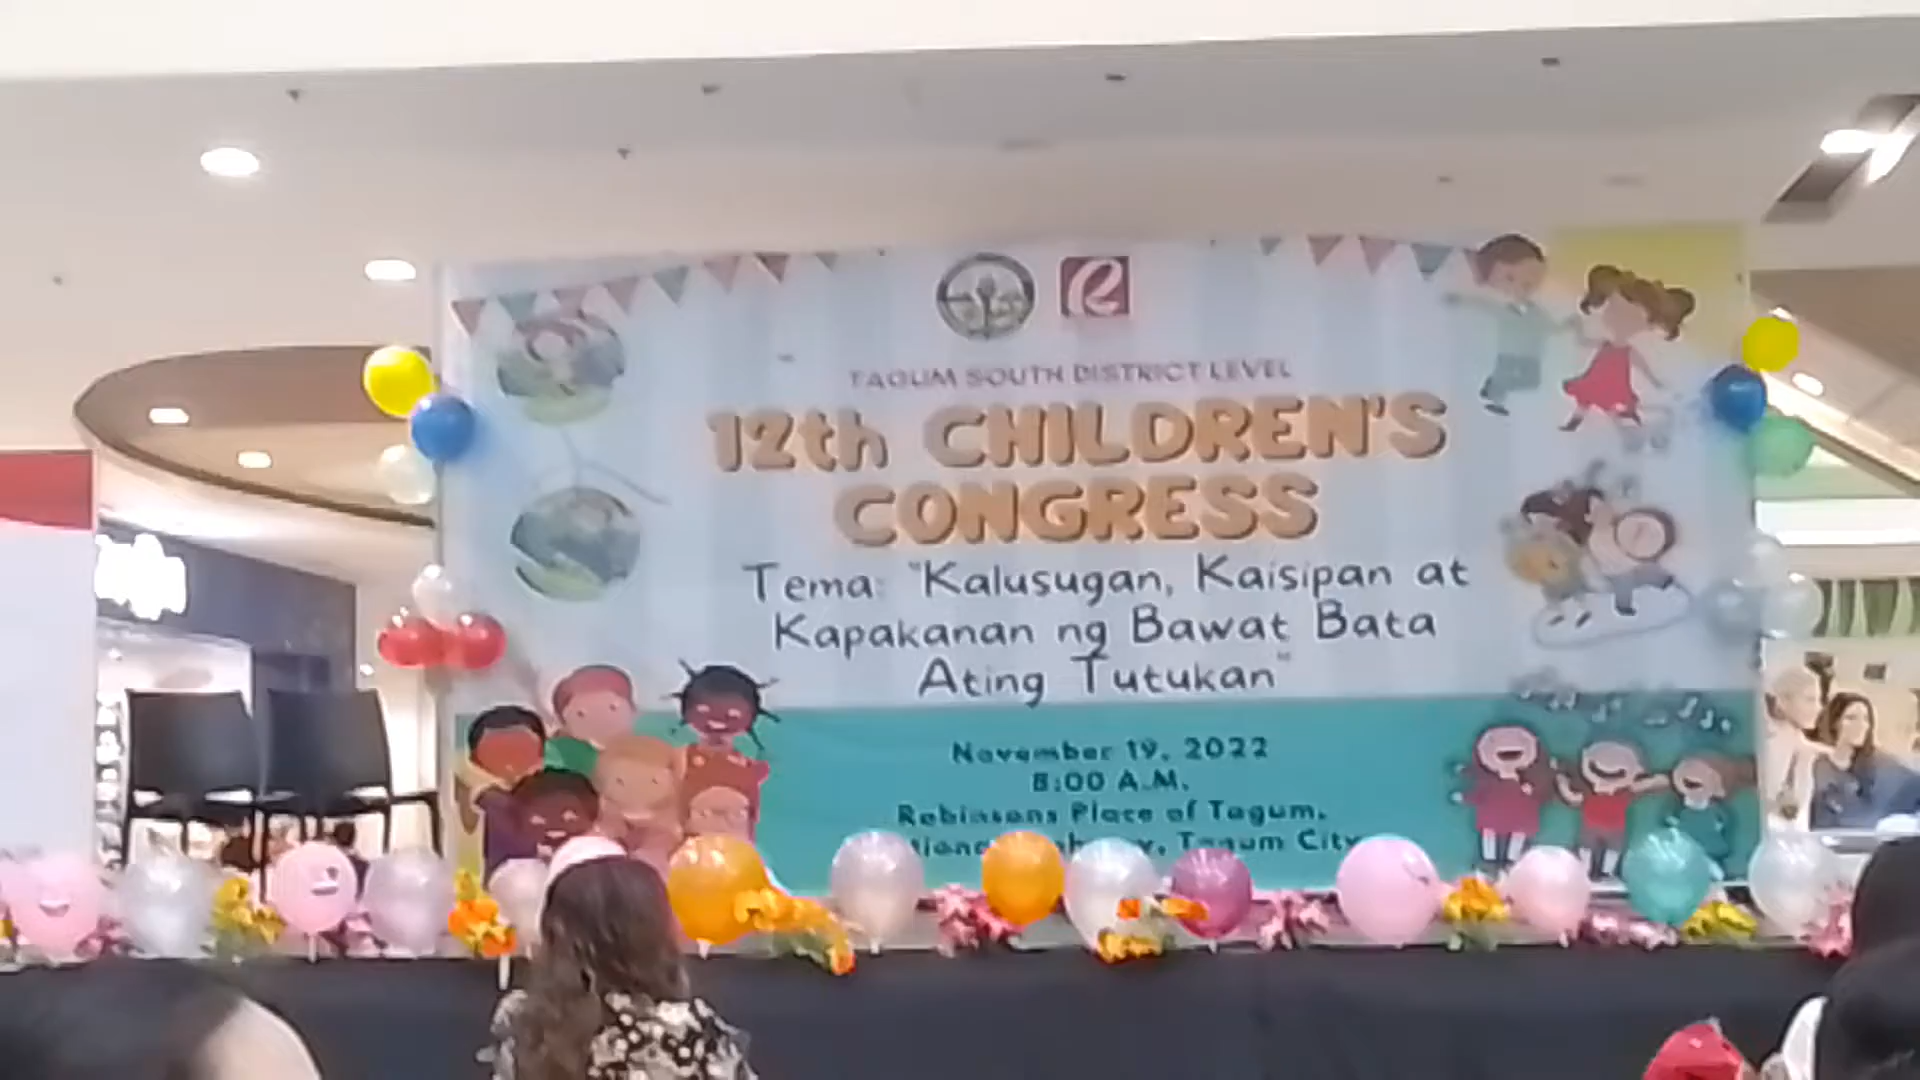 TAGUM SOUTH DISTRICT LEVEL
12th CHILDREN'S
CONGRESS
Tema: "Kalusugan, Kaisipan at
Kapakanan ng Bawat Bata
Ating Tutukan"
November 19, 2022
8:00 A.M.
Robinsons Place of Tagum,
Tagum City